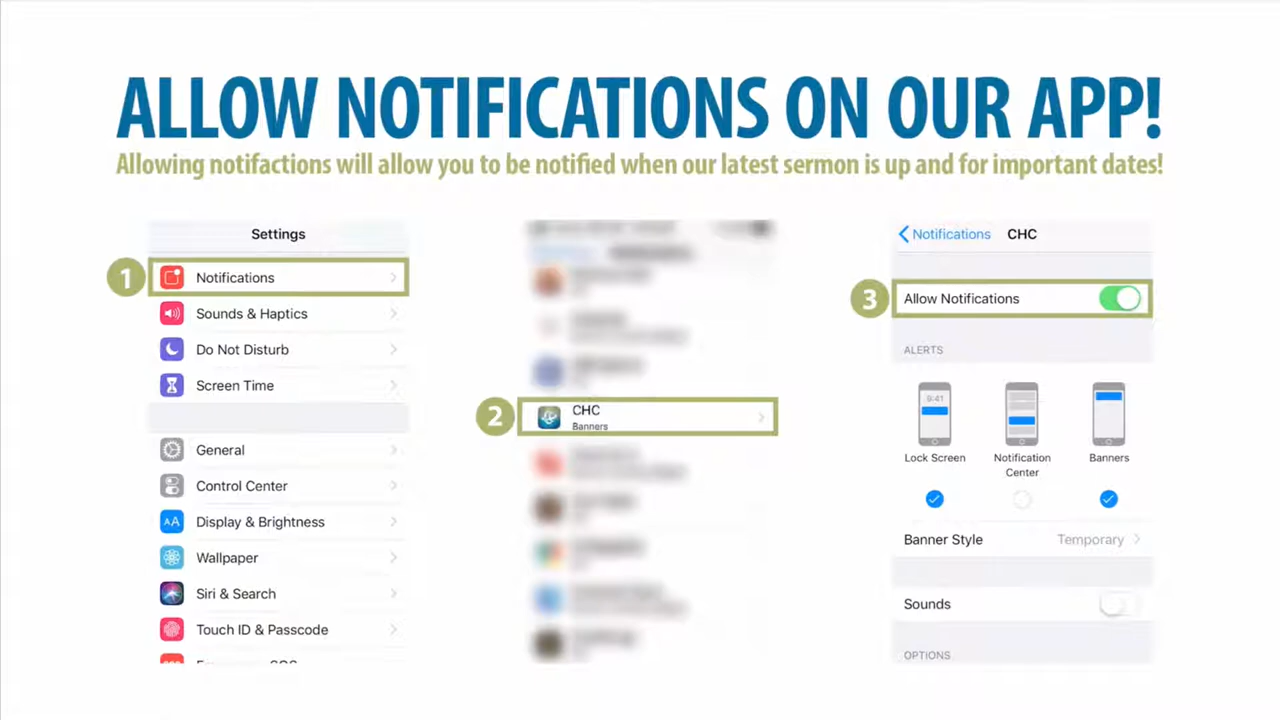 ALLOW NOTIFICATIONS ON OUR APP!
Allowing notifactions will allow you to be notified when our latest sermon is up and for important dates!
Settings
1
Notifications
Sounds & Haptics
Do Not Disturb
Screen Time
General
Control Center
Display & Brightness
AA
Wallpaper
Siri & Search
Touch ID & Passcode
2
CHC
Banners
Notifications
CHC
3
Allow Notifications
ALERTS
9:41
Lock Screen
Notification
Center
Banners
Banner Style
Temporary
Sounds
OPTIONS